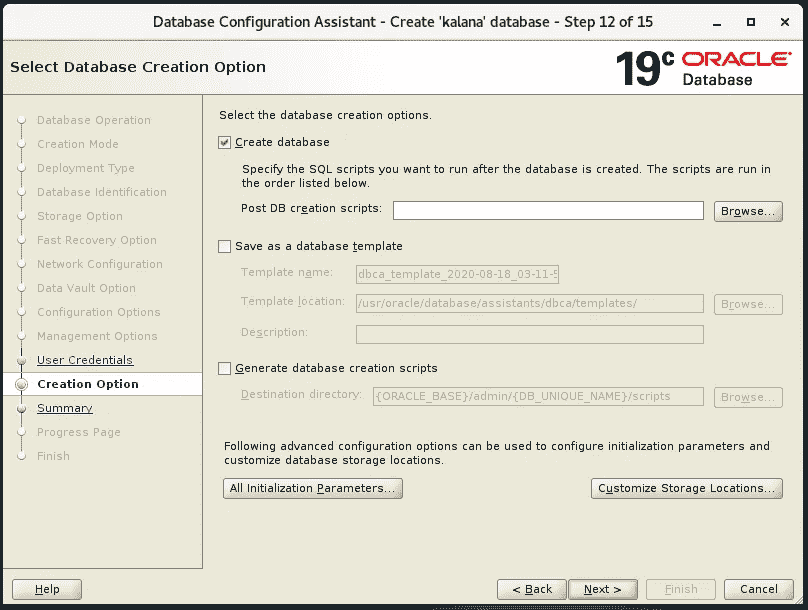 Database Configuration Assistant - Create 'kalana' database - Step 12 of 15
Select Database Creation Option
19c ORACLE
Database
Database Operation
Creation Mode
Deployment Type
Database Identification
Storage Option
Fast Recovery Option
Network Configuration
Data Vault Option
Configuration Options
Management Options
User Credentials
Creation Option
Summary
Progress Page
Finish
Select the database creation options.
Create database
Specify the SQL scripts you want to run after the database is created. The scripts are run in
the order listed below.
Post DB creation scripts:
Browse...
Save as a database template
Template name: dbca_template_2020-08-18_03-11-5
Template location: /usr/oracle/database/assistants/dbca/templates/ Browse...
Description:
Generate database creation scripts
Destination directory: {ORACLE_BASE}/admin/{DB_UNIQUE_NAME}/scripts Browse...
Following advanced configuration options can be used to configure initialization parameters and
customize database storage locations.
All Initialization Parameters... Customize Storage Locations...
Help < Back Next > Finish Cancel